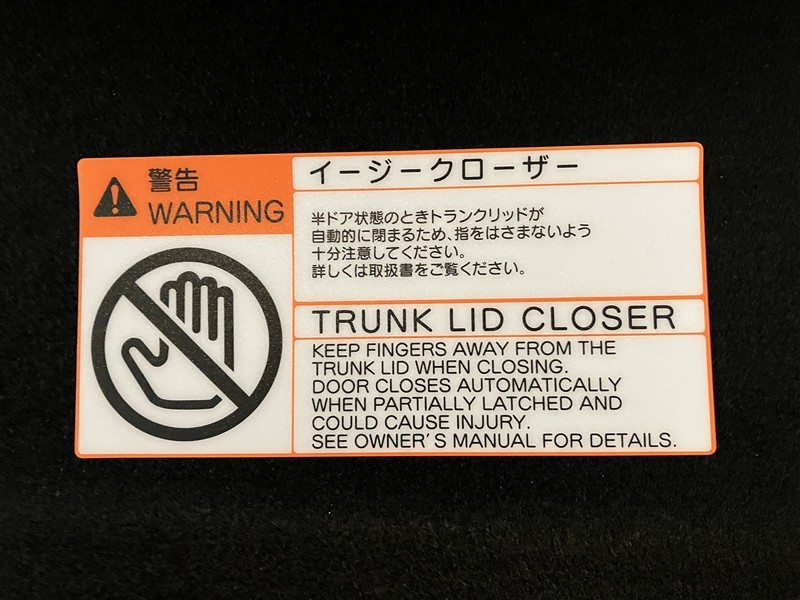 警告
WARNING
イージークローザー
半ドア状態のときトランクリッドが
自動的に閉まるため、指をはさまないよう
十分注意してください。
詳しくは取扱書をご覧ください。
TRUNK LID CLOSER
KEEP FINGERS AWAY FROM THE
TRUNK LID WHEN CLOSING.
DOOR CLOSES AUTOMATICALLY
WHEN PARTIALLY LATCHED AND
COULD CAUSE INJURY.
SEE OWNER'S MANUAL FOR DETAILS.